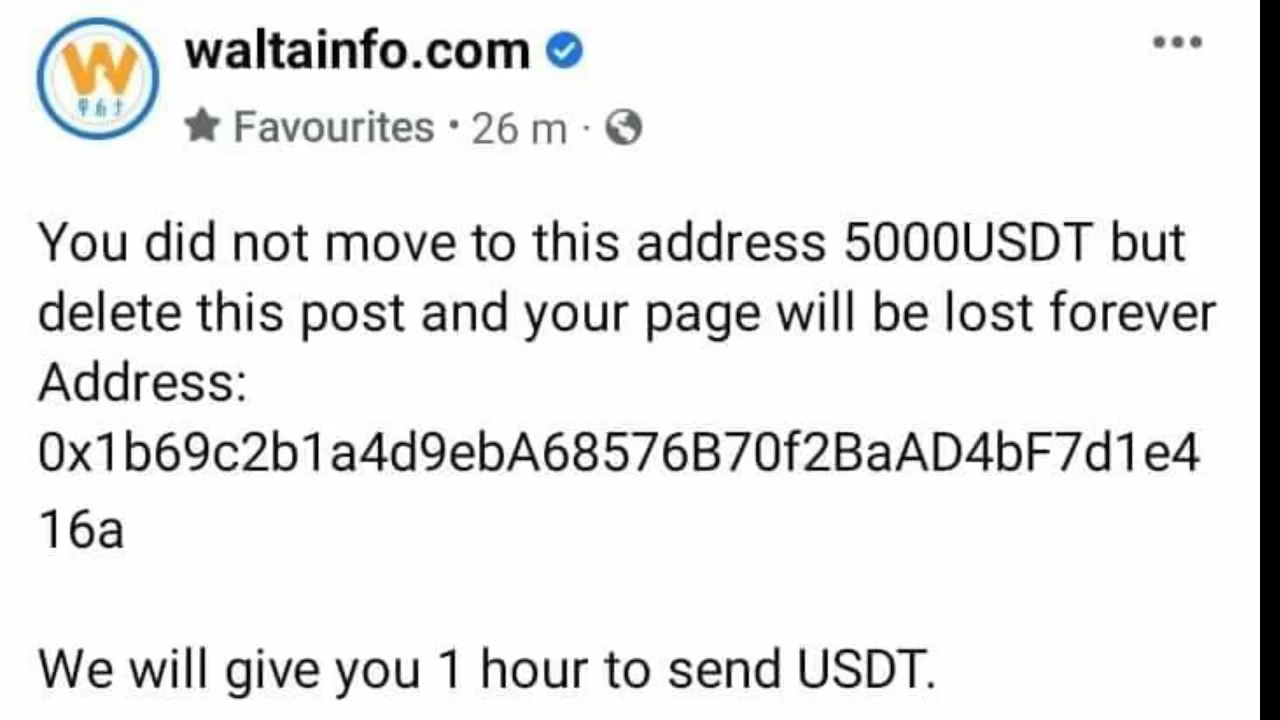 waltainfo.com
Favourites · 26 m ·
You did not move to this address 5000USDT but
delete this post and your page will be lost forever
Address:
0x1b69c2b1a4d9ebA68576B70f2BaAD4bF7d1e4
16a
We will give you 1 hour to send USDT.